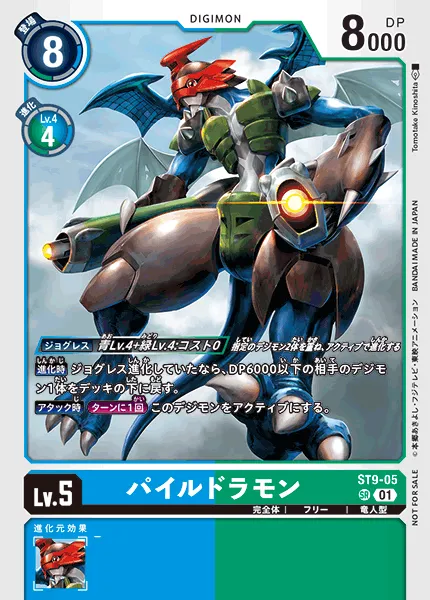 登場
8
DIGIMON
DP
8000
進化
Lv.4
4
Tomotake Kinoshita
ジョグレス 青Lv.4+緑Lv.4:コスト0 指定のデジモン2体を重ね、アクティブで進化する
進化時 ジョグレス進化していたなら、DP6000以下の相手のデジモン
1体をデッキの下に戻す。
アタック時 ターンに1回 このデジモンをアクティブにする。
©本郷あきよし・フジテレビ・東映アニメーション BANDAI MADE IN JAPAN
NOT FOR SALE
Lv.5
パイルドラモン
ST9-05
SR 01
完全体 | フリー | 竜人型
進化元効果